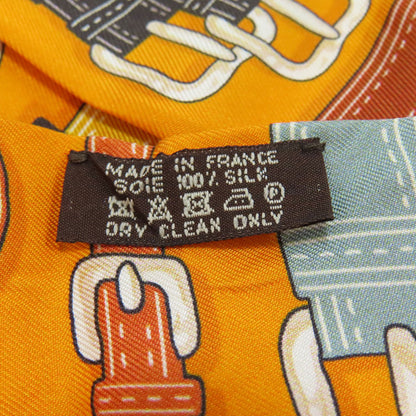 MADE IN FRANCE
SOIE 100% SILK
P
DRY CLEAN ONLY